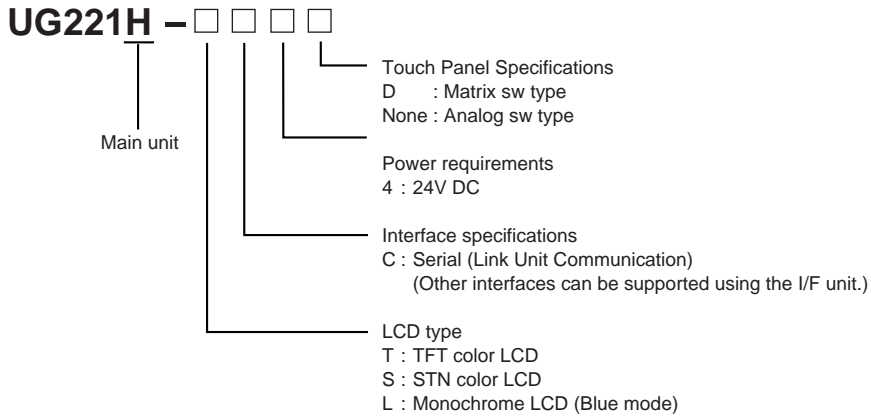 UG221H – □ □ □ □
Touch Panel Specifications
D : Matrix sw type
None : Analog sw type
Main unit
Power requirements
4 : 24V DC
Interface specifications
C : Serial (Link Unit Communication)
(Other interfaces can be supported using the I/F unit.)
LCD type
T : TFT color LCD
S : STN color LCD
L : Monochrome LCD (Blue mode)